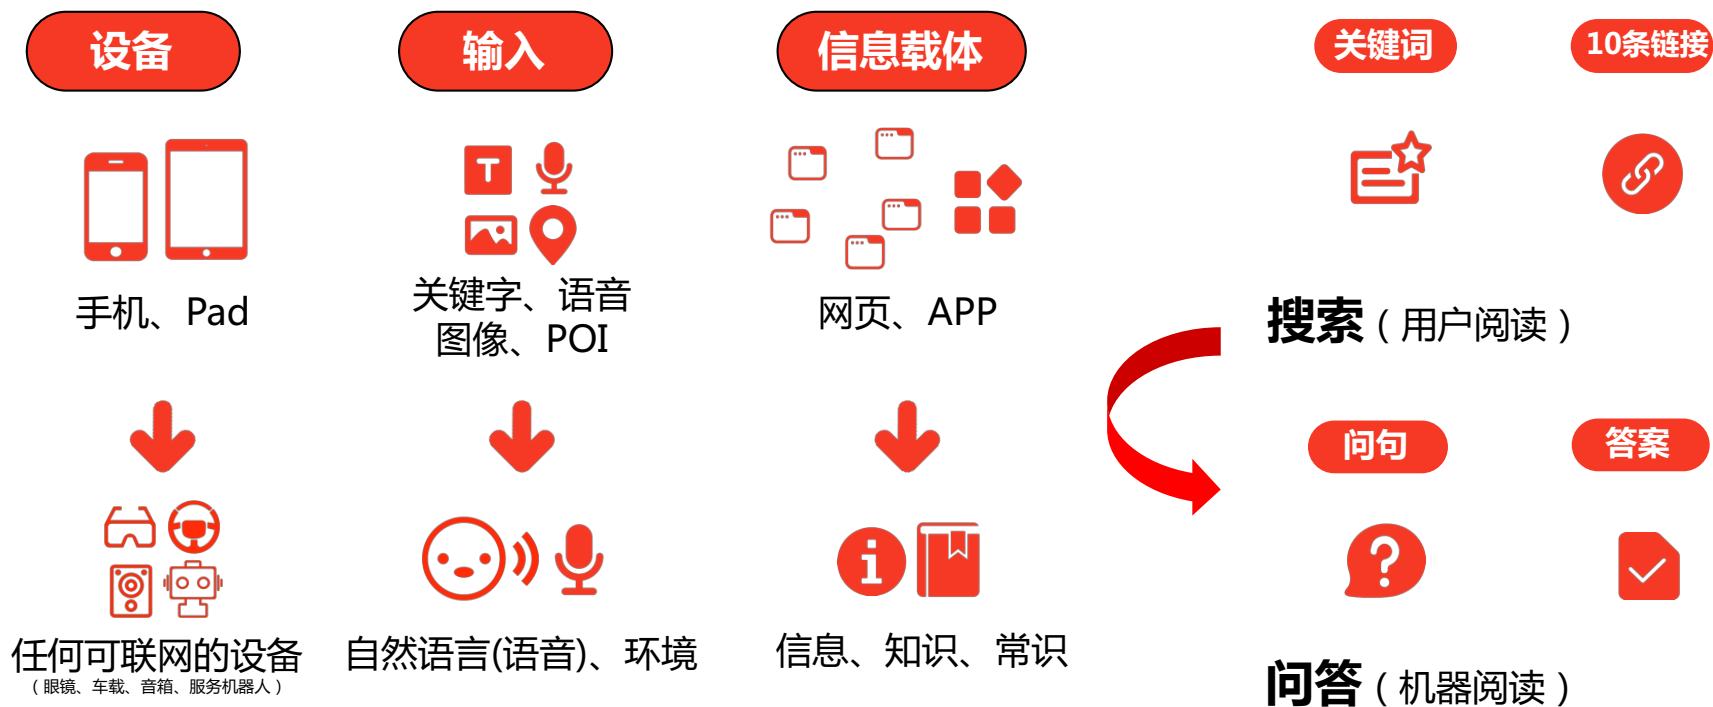 设备
输入
信息载体
关键词
10条链接
T
手机、Pad
关键字、语音
图像、POI
网页、APP
搜索（用户阅读）
问句
答案
?
i
任何可联网的设备
（眼镜、车载、音箱、服务机器人）
自然语言(语音)、环境
信息、知识、常识
问答（机器阅读）